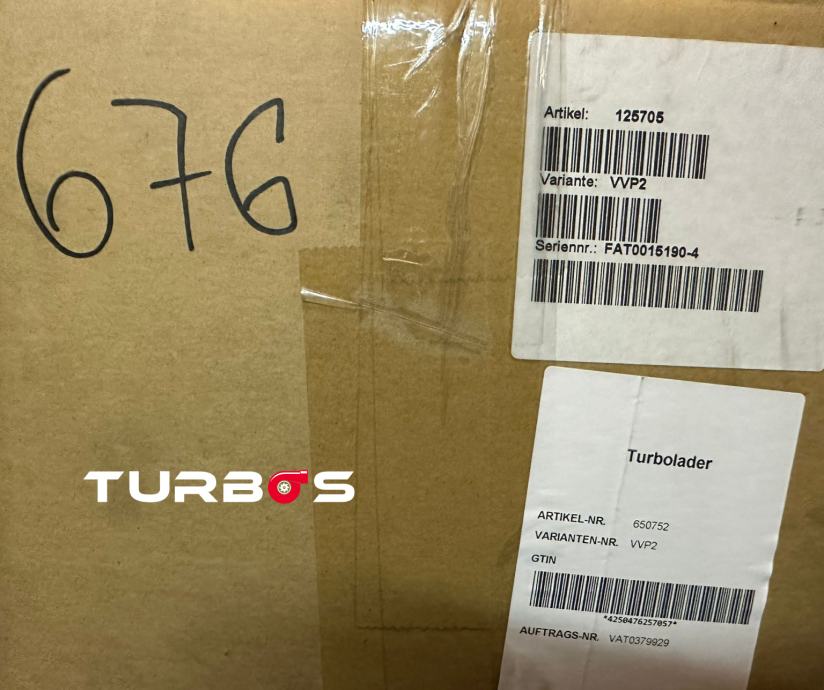 676
Artikel: 125705
Variante: VVP2
Seriennr.: FAT0015190-4
TURBOS
Turbolader
ARTIKEL-NR. 650752
VARIANTEN-NR. VVP2
GTIN
*4250476257057*
AUFTRAGS-NR. VAT0379929